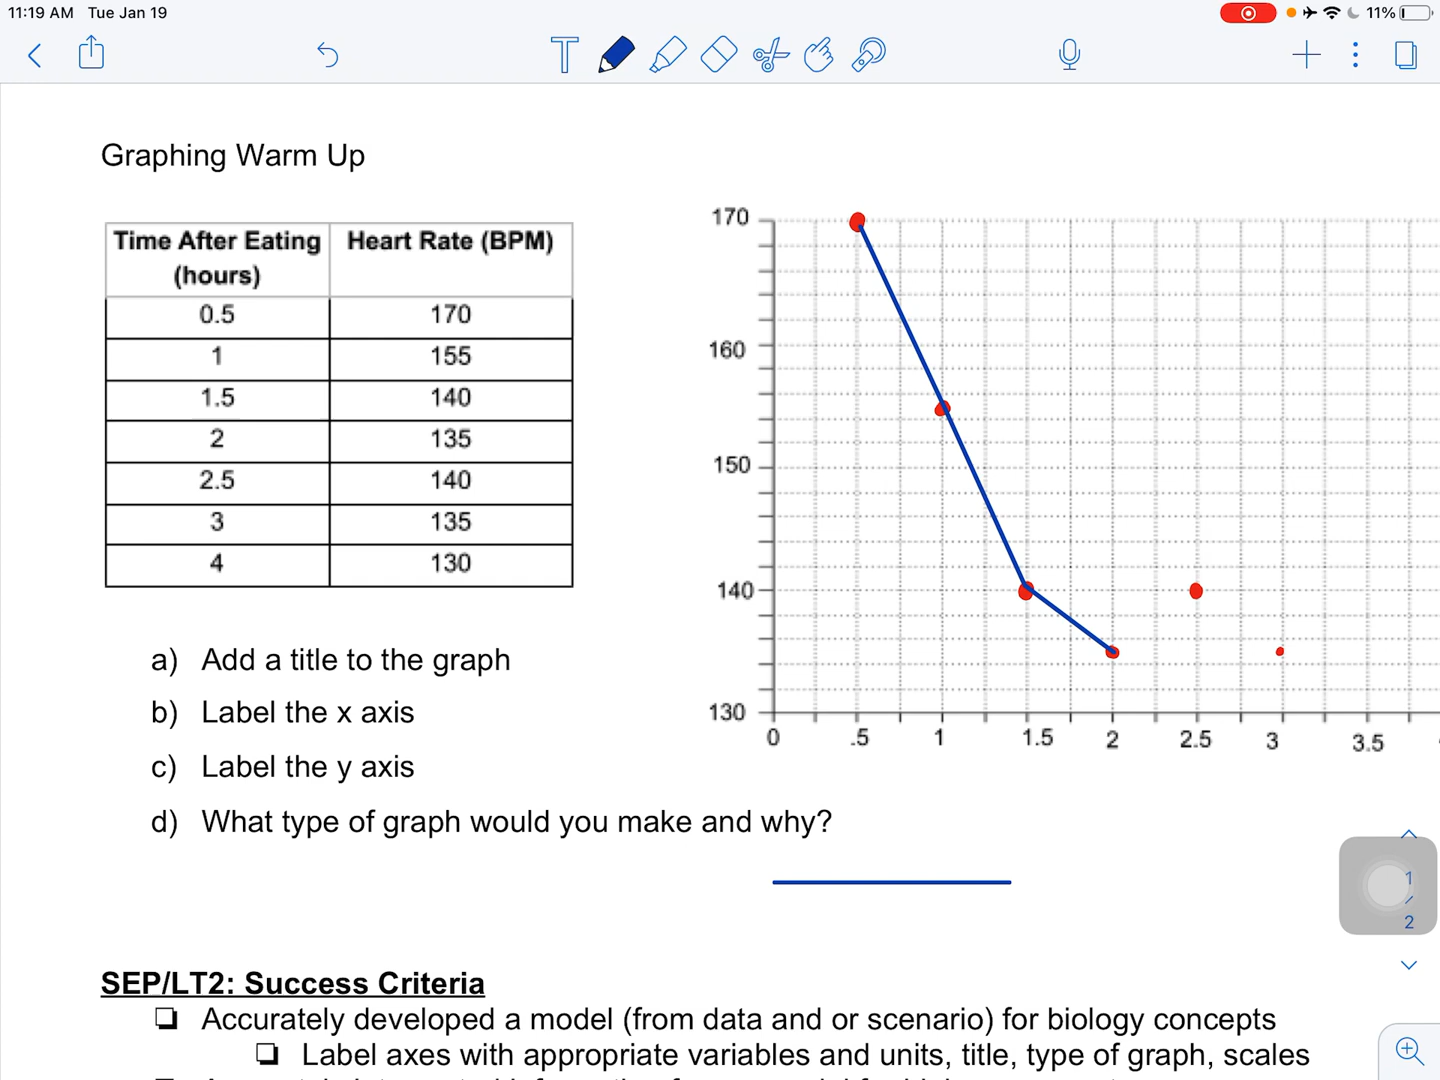 11:19 AM Tue Jan 19 11%
Graphing Warm Up
Time After Eating (hours) Heart Rate (BPM)
0.5 170
1 155
1.5 140
2 135
2.5 140
3 135
4 130
170
160
150
140
130
0 .5 1 1.5 2 2.5 3 3.5
a) Add a title to the graph
b) Label the x axis
c) Label the y axis
d) What type of graph would you make and why?
1
/
2
SEP/LT2: Success Criteria
❏ Accurately developed a model (from data and or scenario) for biology concepts
❏ Label axes with appropriate variables and units, title, type of graph, scales